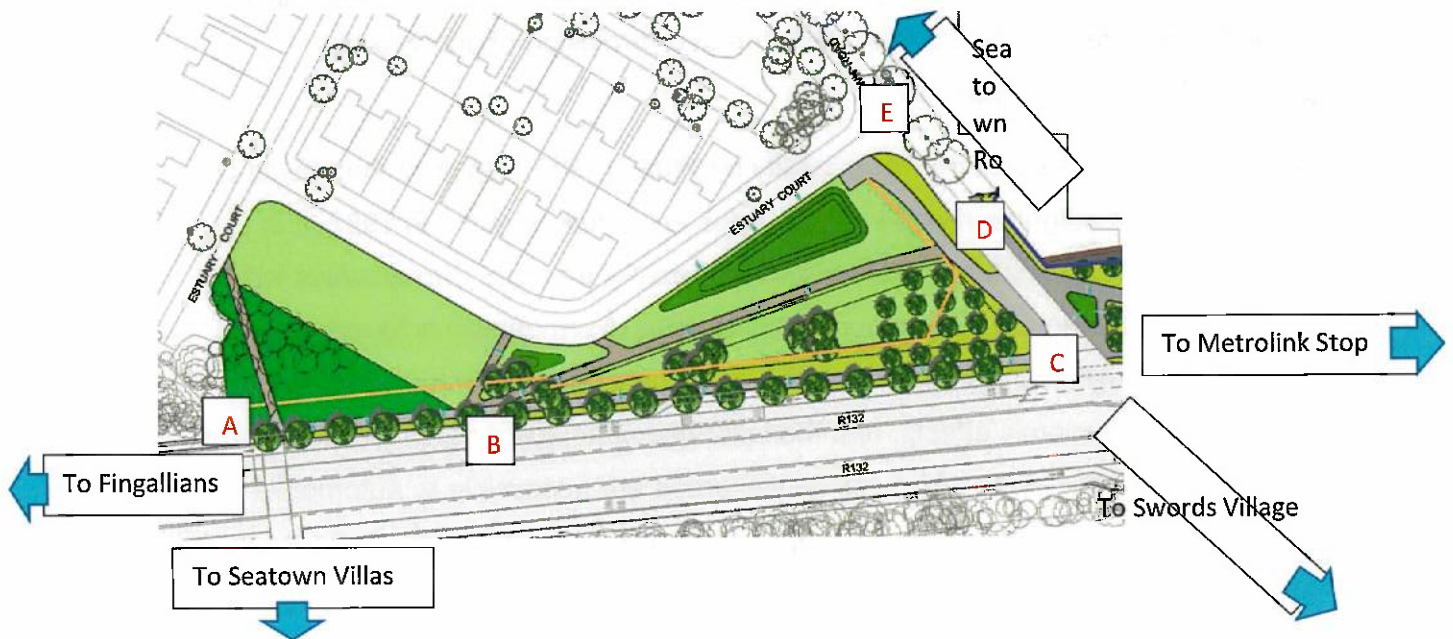 Sea
to
wn
Ro
E
ESTUARY COURT
D
ESTUARY COURT
To Metrolink Stop
C
A
B
R132
To Fingallians
R132
To Swords Village
To Seatown Villas